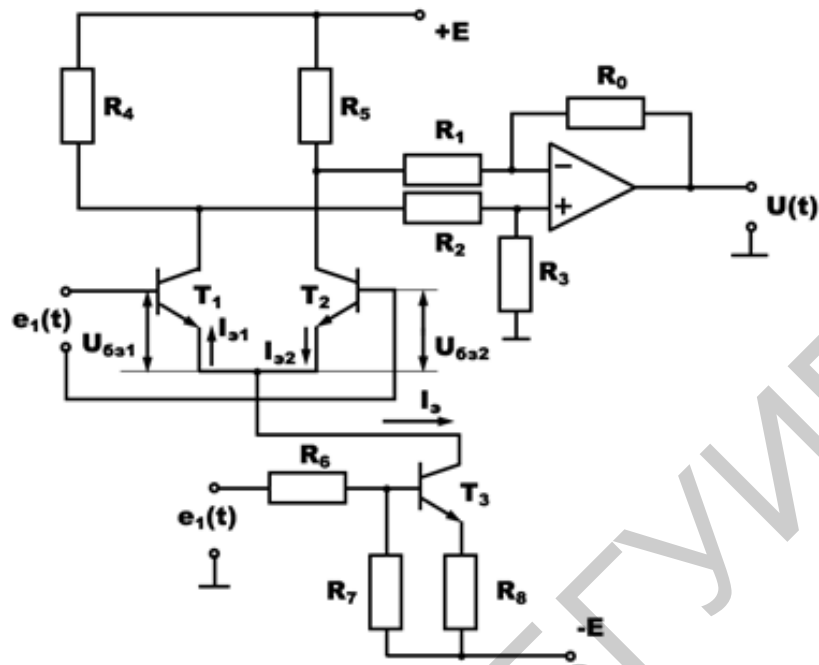 +E
R₄
R₅
R₀
R₁
−
+
R₂
U(t)
R₃
T₁
T₂
e₁(t)
Uбэ1
Iэ1
Iэ2
Uбэ2
Iэ
R₆
T₃
e₁(t)
R₇
R₈
-E
БГУИР